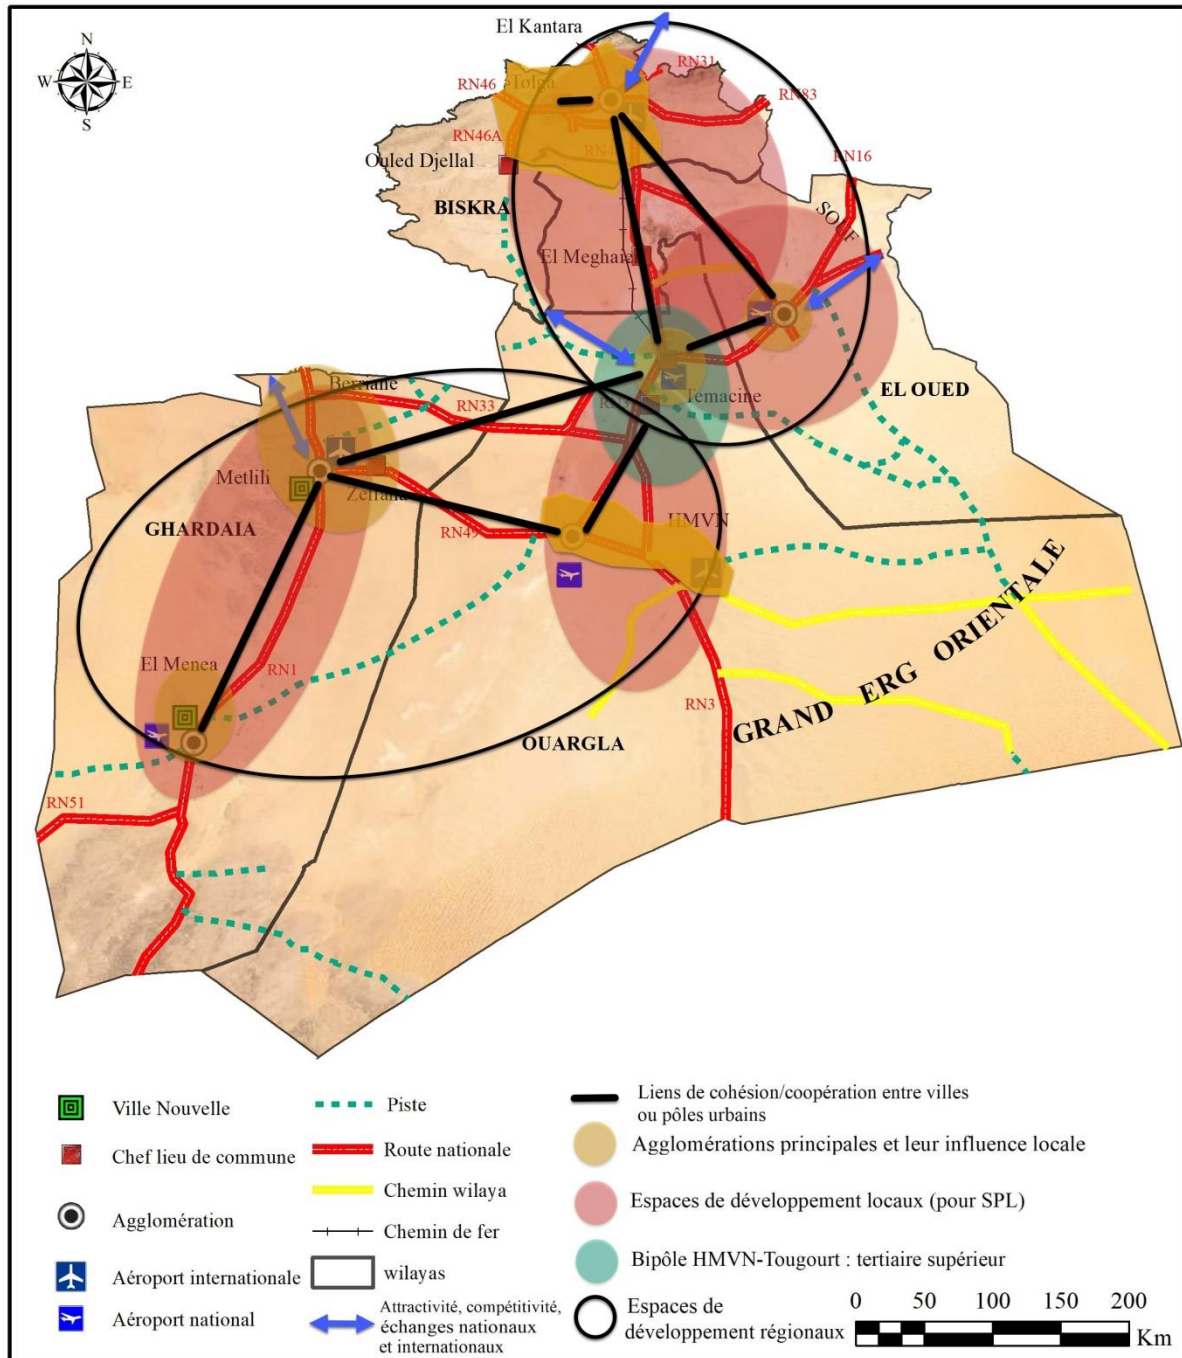 El Kantara
N
W
E
S
RN31
RN46
Tolga
RN83
RN46A
RN16
Ouled Djellal
BISKRA
SOUF
El Meghaier
EL OUED
Temacine
Berriane
RN33
Metlili
Zelfana
GHARDAIA
RN49
HMVN
El Menea
RN1
RN3
OUARGLA
GRAND ERG ORIENTALE
RN51
Ville Nouvelle
Chef lieu de commune
Agglomération
Aéroport internationale
Aéroport national
Piste
Route nationale
Chemin wilaya
Chemin de fer
wilayas
Attractivité, compétitivité,
échanges nationaux
et internationaux
Liens de cohésion/coopération entre villes
ou pôles urbains
Agglomérations principales et leur influence locale
Espaces de développement locaux (pour SPL)
Bipôle HMVN-Tougourt : tertiaire supérieur
Espaces de
développement régionaux
0 50 100 150 200
Km